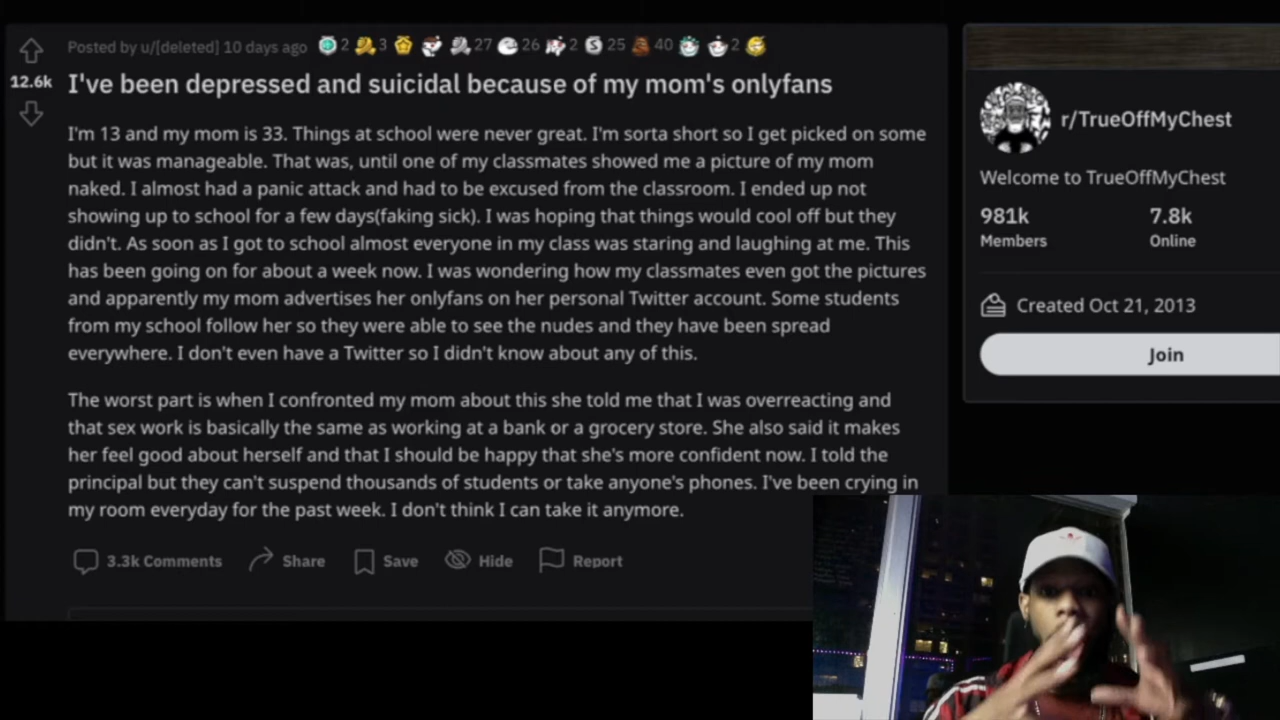 Posted by u/[deleted] 10 days ago 2 3 27 26 2 25 40 2
12.6k
I've been depressed and suicidal because of my mom's onlyfans
I'm 13 and my mom is 33. Things at school were never great. I'm sorta short so I get picked on some
but it was manageable. That was, until one of my classmates showed me a picture of my mom
naked. I almost had a panic attack and had to be excused from the classroom. I ended up not
showing up to school for a few days(faking sick). I was hoping that things would cool off but they
didn't. As soon as I got to school almost everyone in my class was staring and laughing at me. This
has been going on for about a week now. I was wondering how my classmates even got the pictures
and apparently my mom advertises her onlyfans on her personal Twitter account. Some students
from my school follow her so they were able to see the nudes and they have been spread
everywhere. I don't even have a Twitter so I didn't know about any of this.
The worst part is when I confronted my mom about this she told me that I was overreacting and
that sex work is basically the same as working at a bank or a grocery store. She also said it makes
her feel good about herself and that I should be happy that she's more confident now. I told the
principal but they can't suspend thousands of students or take anyone's phones. I've been crying in
my room everyday for the past week. I don't think I can take it anymore.
3.3k Comments Share Save Hide Report
r/TrueOffMyChest
Welcome to TrueOffMyChest
981k 7.8k
Members Online
Created Oct 21, 2013
Join